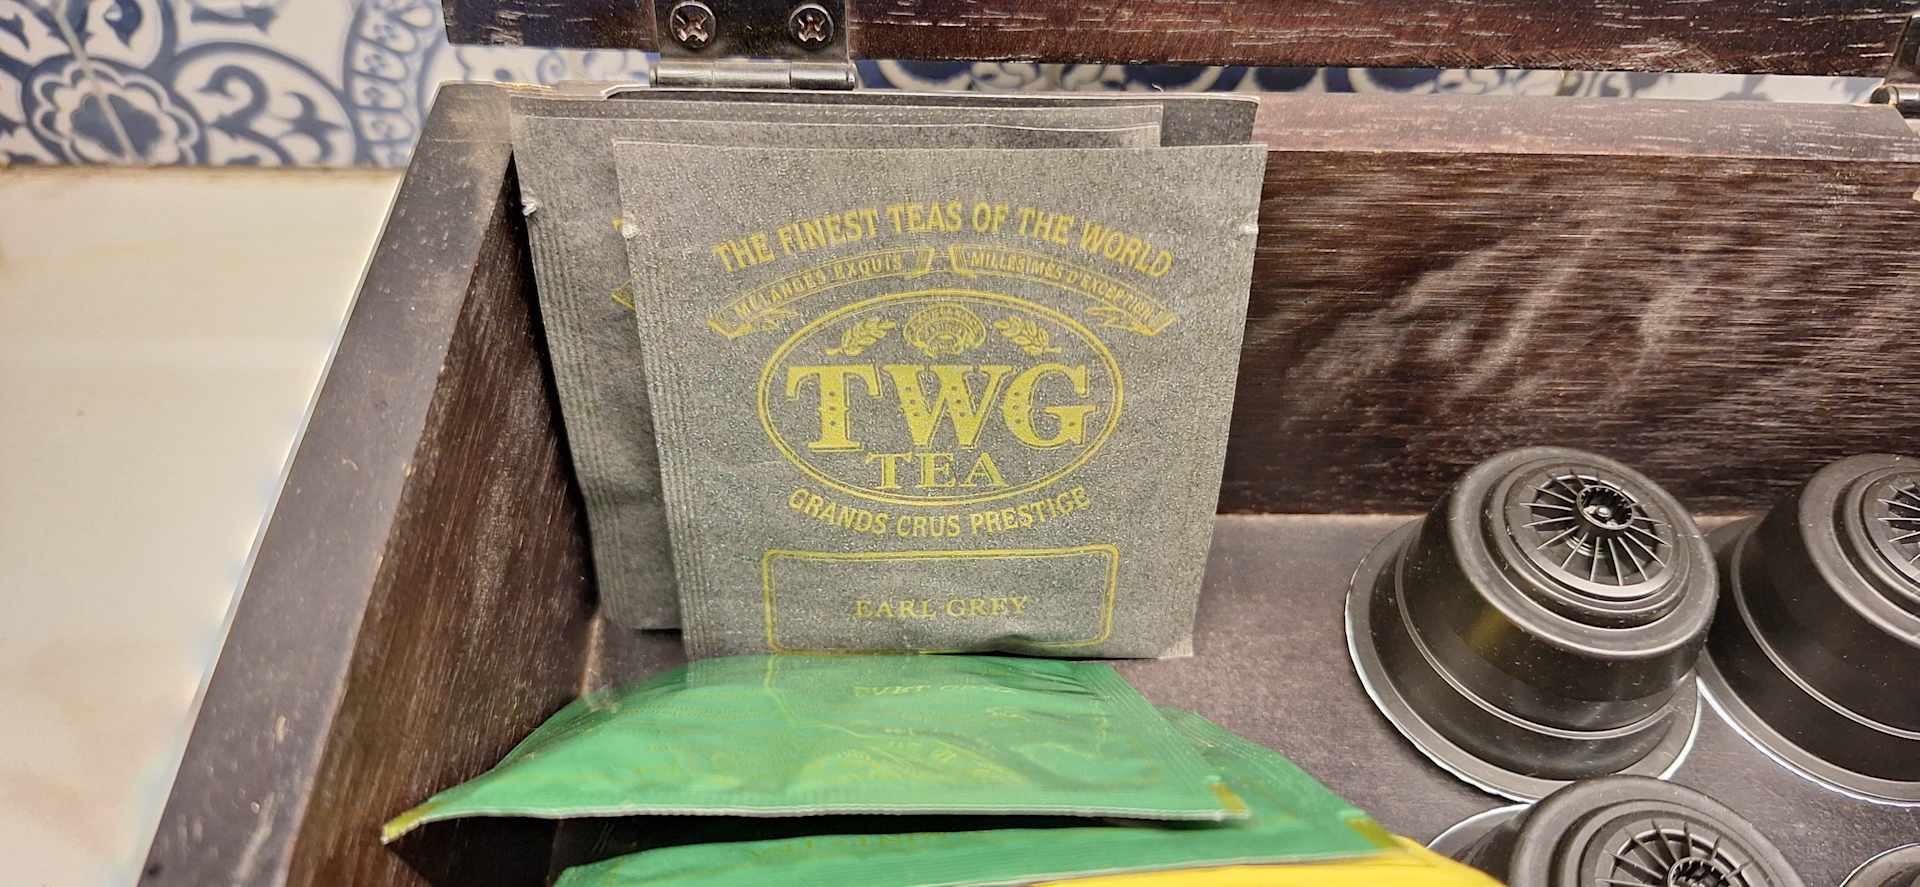 THE FINEST TEAS OF THE WORLD
MÉLANGES EXQUIS MILLÉSIMES D'EXCEPTION
TWG
TEA
GRANDS CRUS PRESTIGE
EARL GREY